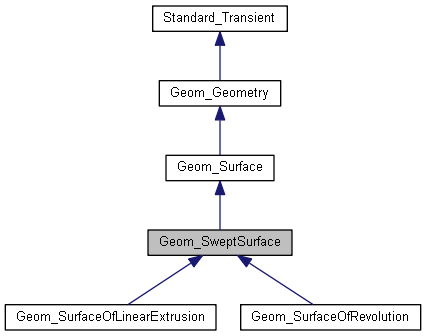 Standard_Transient
Geom_Geometry
Geom_Surface
Geom_SweptSurface
Geom_SurfaceOfLinearExtrusion
Geom_SurfaceOfRevolution